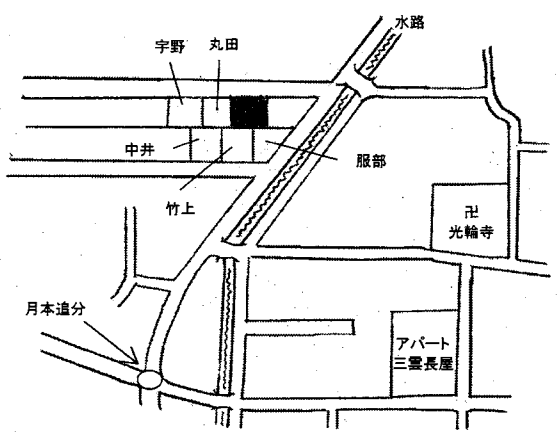 水路
宇野
丸田
中井
服部
竹上
卍
光輪寺
月本追分
アパート
三雲長屋